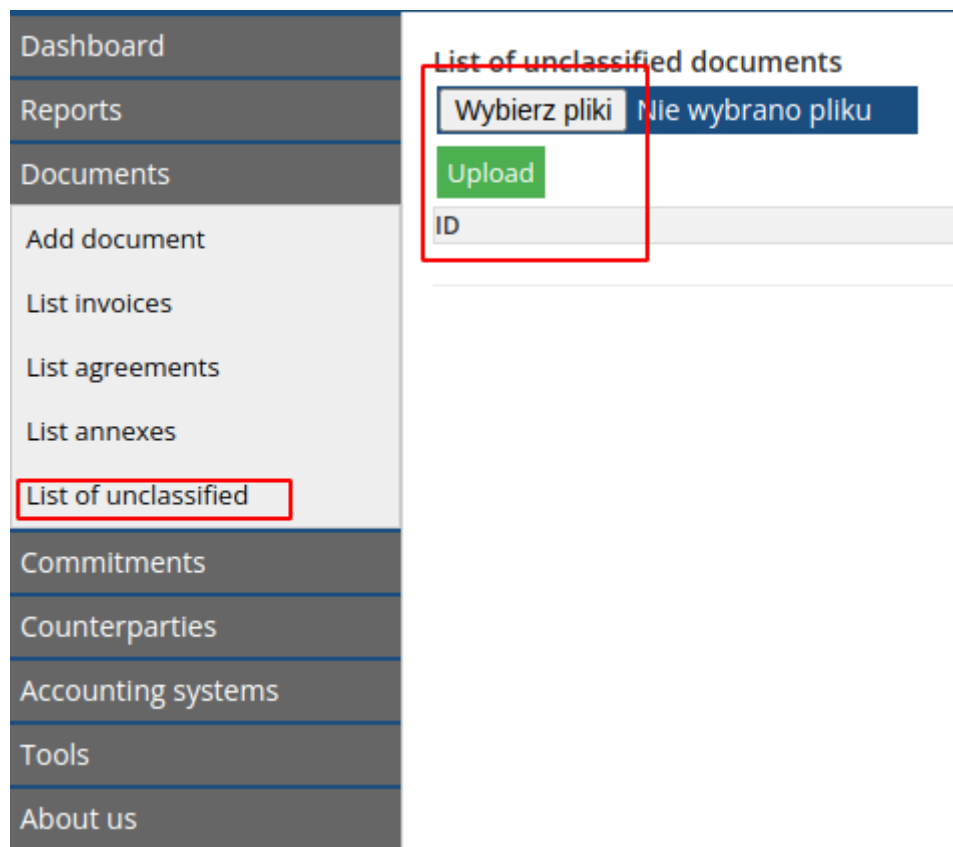 Dashboard
Reports
Documents
Add document
List invoices
List agreements
List annexes
List of unclassified
Commitments
Counterparties
Accounting systems
Tools
About us
List of unclassified documents
Wybierz pliki Nie wybrano pliku
Upload
ID